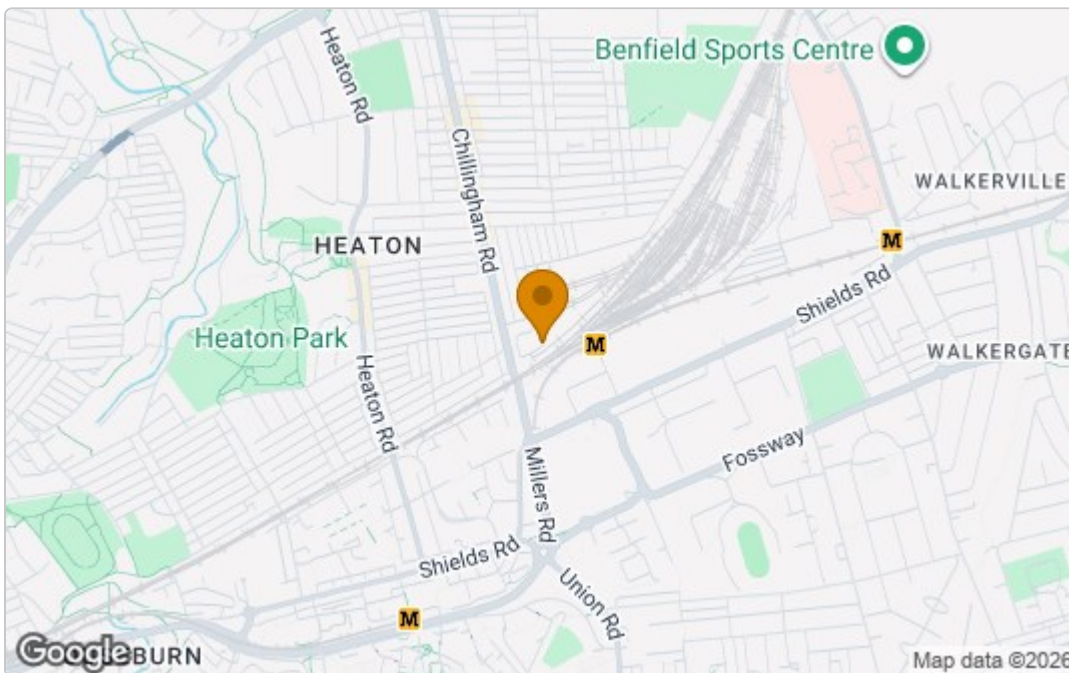 Benfield Sports Centre
Heaton Rd
Chillingham Rd
WALKERVILLE
M
HEATON
Shields Rd
Heaton Park
M
WALKERGATE
Heaton Rd
Fossway
Millers Rd
Shields Rd
Union Rd
M
Google
BURN
Map data ©2026